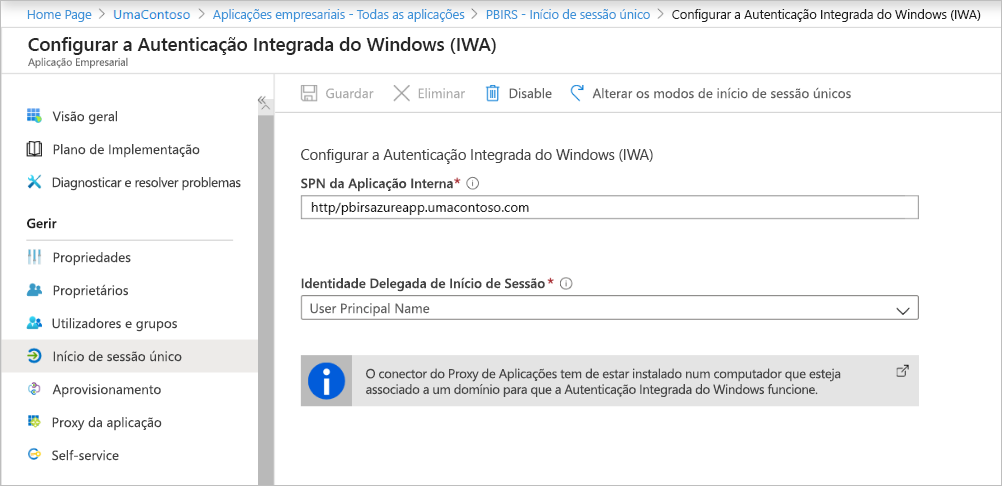 Home Page > UmaContoso > Aplicações empresariais - Todas as aplicações > PBIRS - Início de sessão único > Configurar a Autenticação Integrada do Windows (IWA)
Configurar a Autenticação Integrada do Windows (IWA)
Aplicação Empresarial
Guardar Eliminar Disable Alterar os modos de início de sessão únicos
Visão geral
Plano de Implementação
Diagnosticar e resolver problemas
Gerir
Propriedades
Proprietários
Utilizadores e grupos
Início de sessão único
Aprovisionamento
Proxy da aplicação
Self-service
Configurar a Autenticação Integrada do Windows (IWA)
SPN da Aplicação Interna*
http/pbirsazureapp.umacontoso.com
Identidade Delegada de Início de Sessão*
User Principal Name
O conector do Proxy de Aplicações tem de estar instalado num computador que esteja
associado a um domínio para que a Autenticação Integrada do Windows funcione.